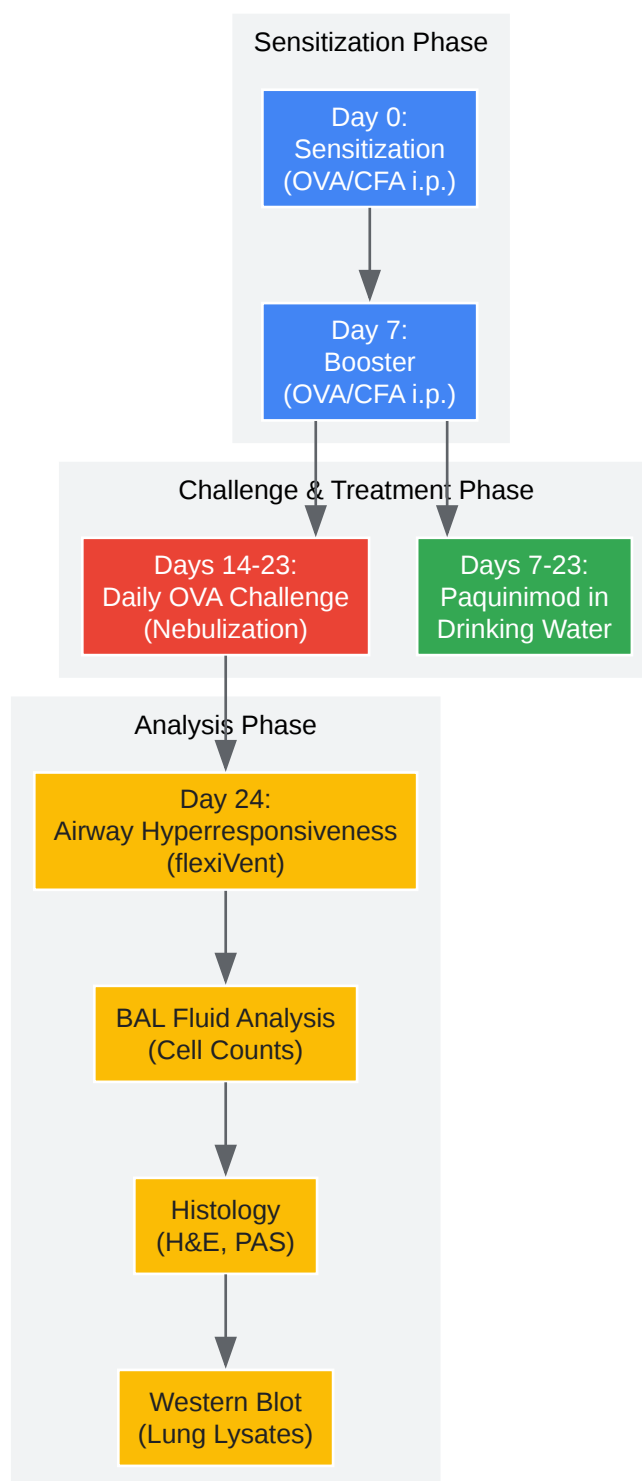 Sensitization Phase
Day 0:
Sensitization
(OVA/CFA i.p.)
Day 7:
Booster
(OVA/CFA i.p.)
Challenge & Treatment Phase
Days 14-23:
Daily OVA Challenge
(Nebulization)
Days 7-23:
Paquinimod in
Drinking Water
Analysis Phase
Day 24:
Airway Hyperresponsiveness
(flexiVent)
BAL Fluid Analysis
(Cell Counts)
Histology
(H&E, PAS)
Western Blot
(Lung Lysates)